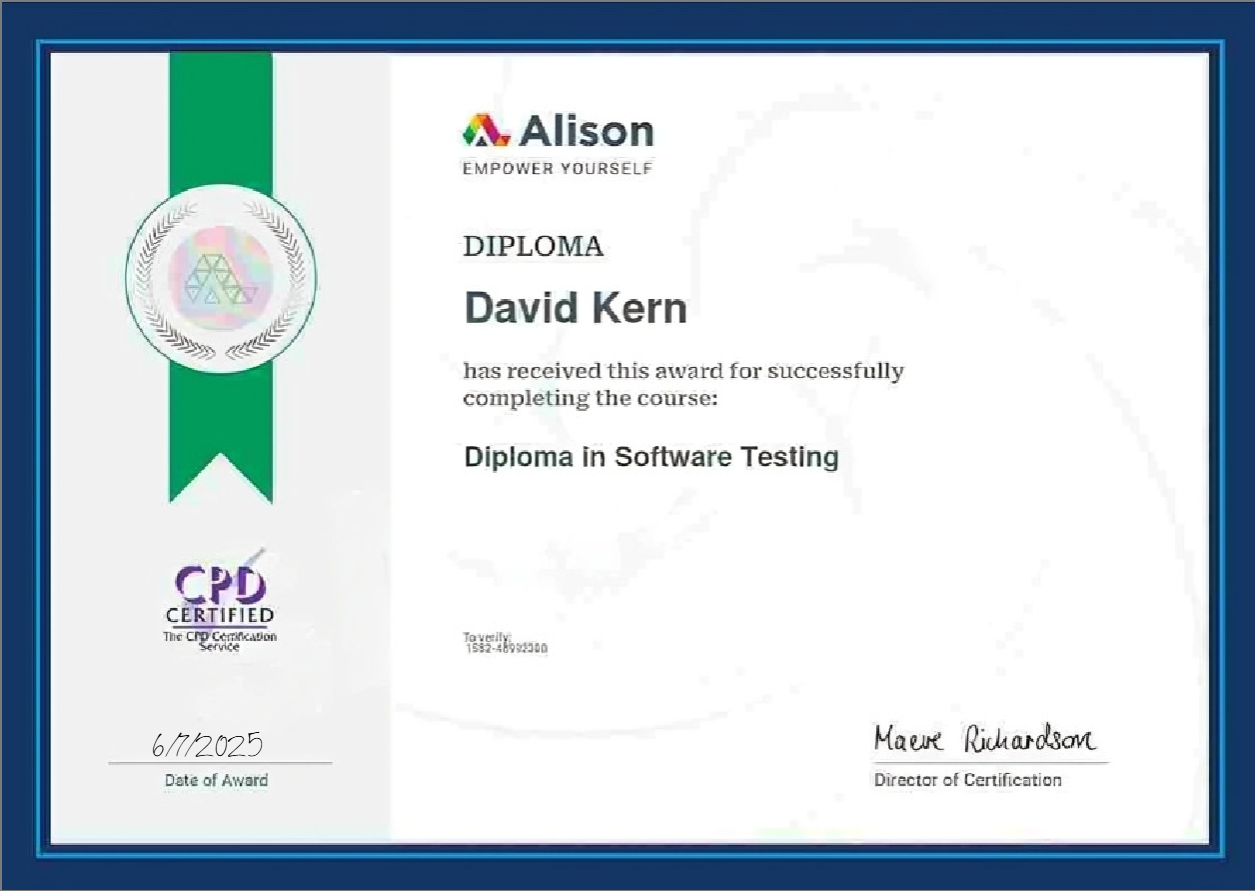 Alison
EMPOWER YOURSELF
DIPLOMA
David Kern
has received this award for successfully
completing the course:
Diploma in Software Testing
CPD
CERTIFIED
The CPD Certification
Service
To verify:
6/7/2025
Date of Award
Maeve Richardson
Director of Certification